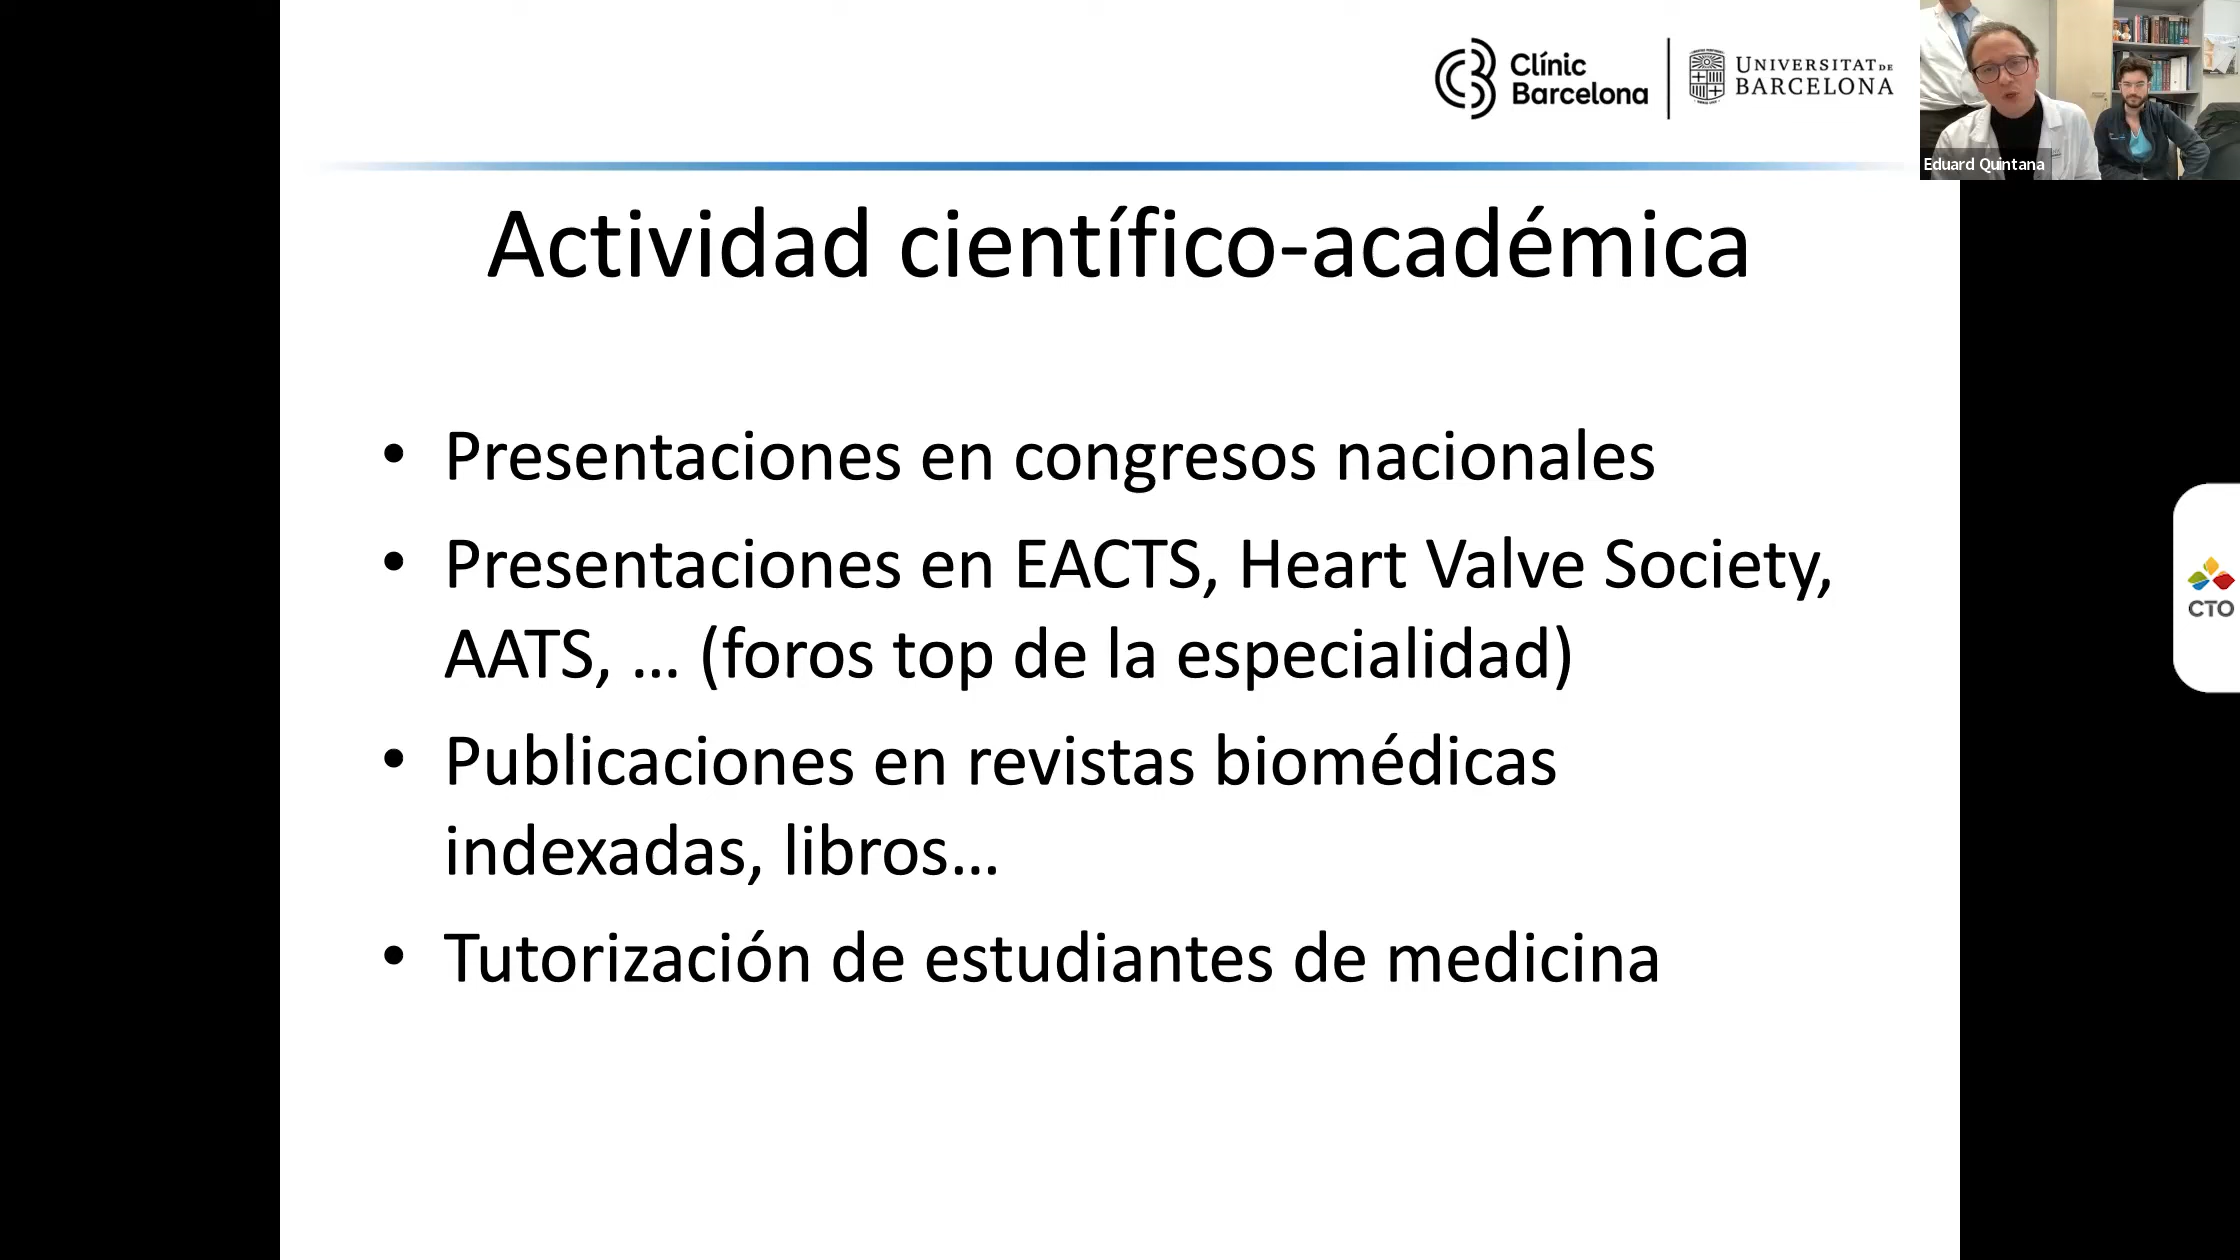 Clínic
Barcelona
UNIVERSITAT DE
BARCELONA
Eduard Quintana
Actividad científico-académica
• Presentaciones en congresos nacionales
• Presentaciones en EACTS, Heart Valve Society,
AATS, ... (foros top de la especialidad)
• Publicaciones en revistas biomédicas
indexadas, libros...
• Tutorización de estudiantes de medicina
CTO